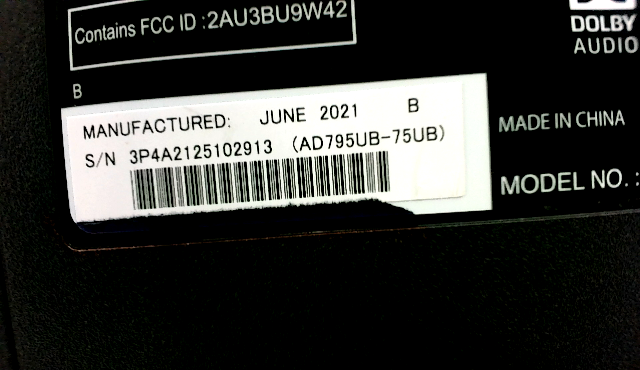 Contains FCC ID :2AU3BU9W42
DOLBY
AUDIO
B
MANUFACTURED: JUNE 2021 B
S/N 3P4A2125102913 (AD795UB-75UB)
MADE IN CHINA
MODEL NO. :